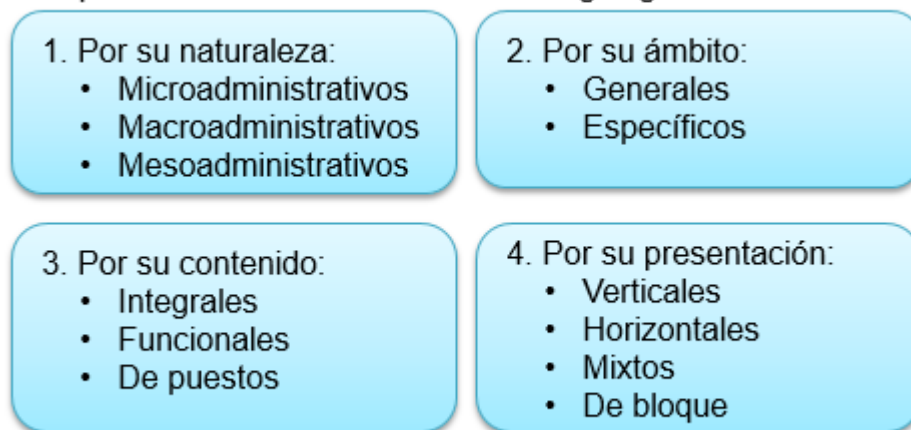 1. Por su naturaleza:
• Microadministrativos
• Macroadministrativos
• Mesoadministrativos
2. Por su ámbito:
• Generales
• Específicos
3. Por su contenido:
• Integrales
• Funcionales
• De puestos
4. Por su presentación:
• Verticales
• Horizontales
• Mixtos
• De bloque